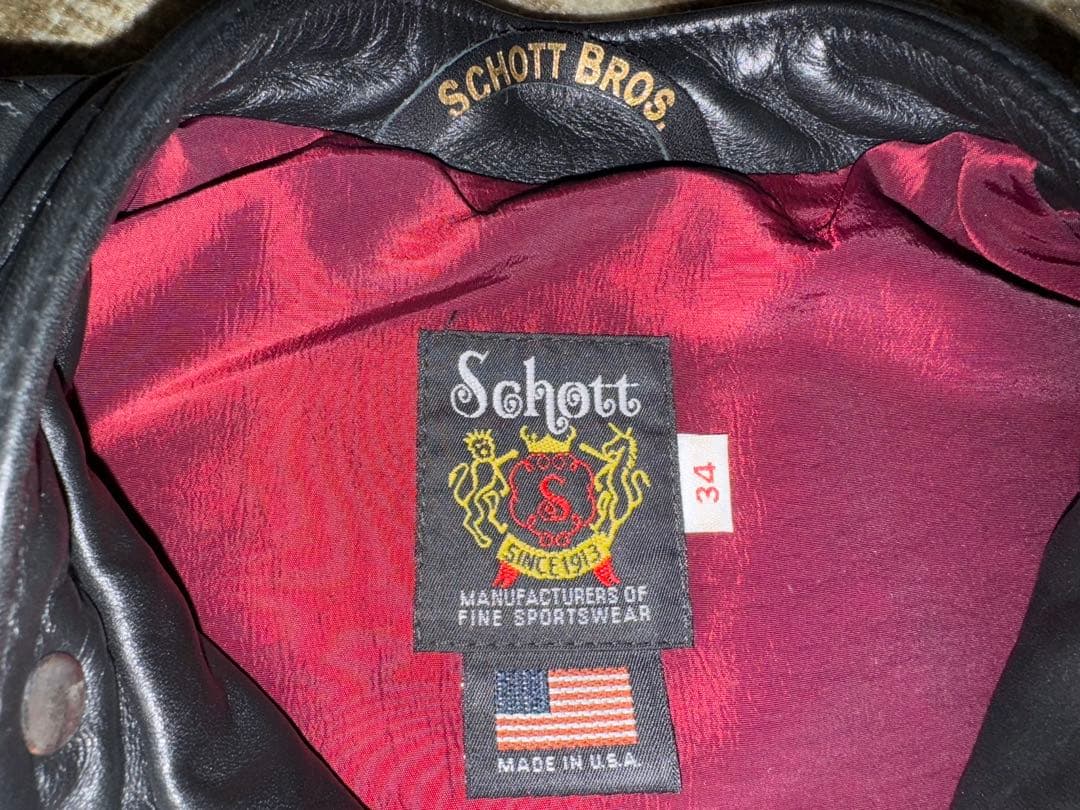 SCHOTT BROS.
Schott
S
SINCE 1913
MANUFACTURERS OF
FINE SPORTSWEAR
34
MADE IN U.S.A.